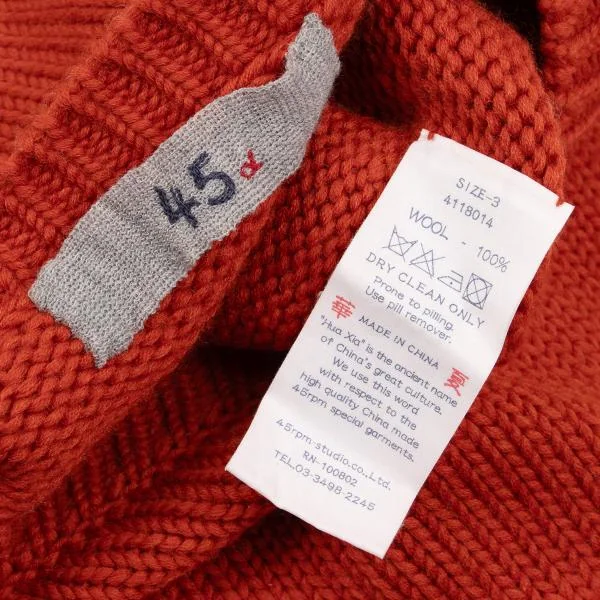 45R
SIZE-3
4118014
WOOL - 100%
DRY CLEAN ONLY
Prone to pilling.
Use pill remover.
華 MADE IN CHINA
"Hua Xia" is the ancient name
of China's great culture. 夏
We use this word
with respect to the
high quality China made
45rpm special garments.
45rpm-studio co.,Ltd.
RN-100802
TEL.03-3498-2245